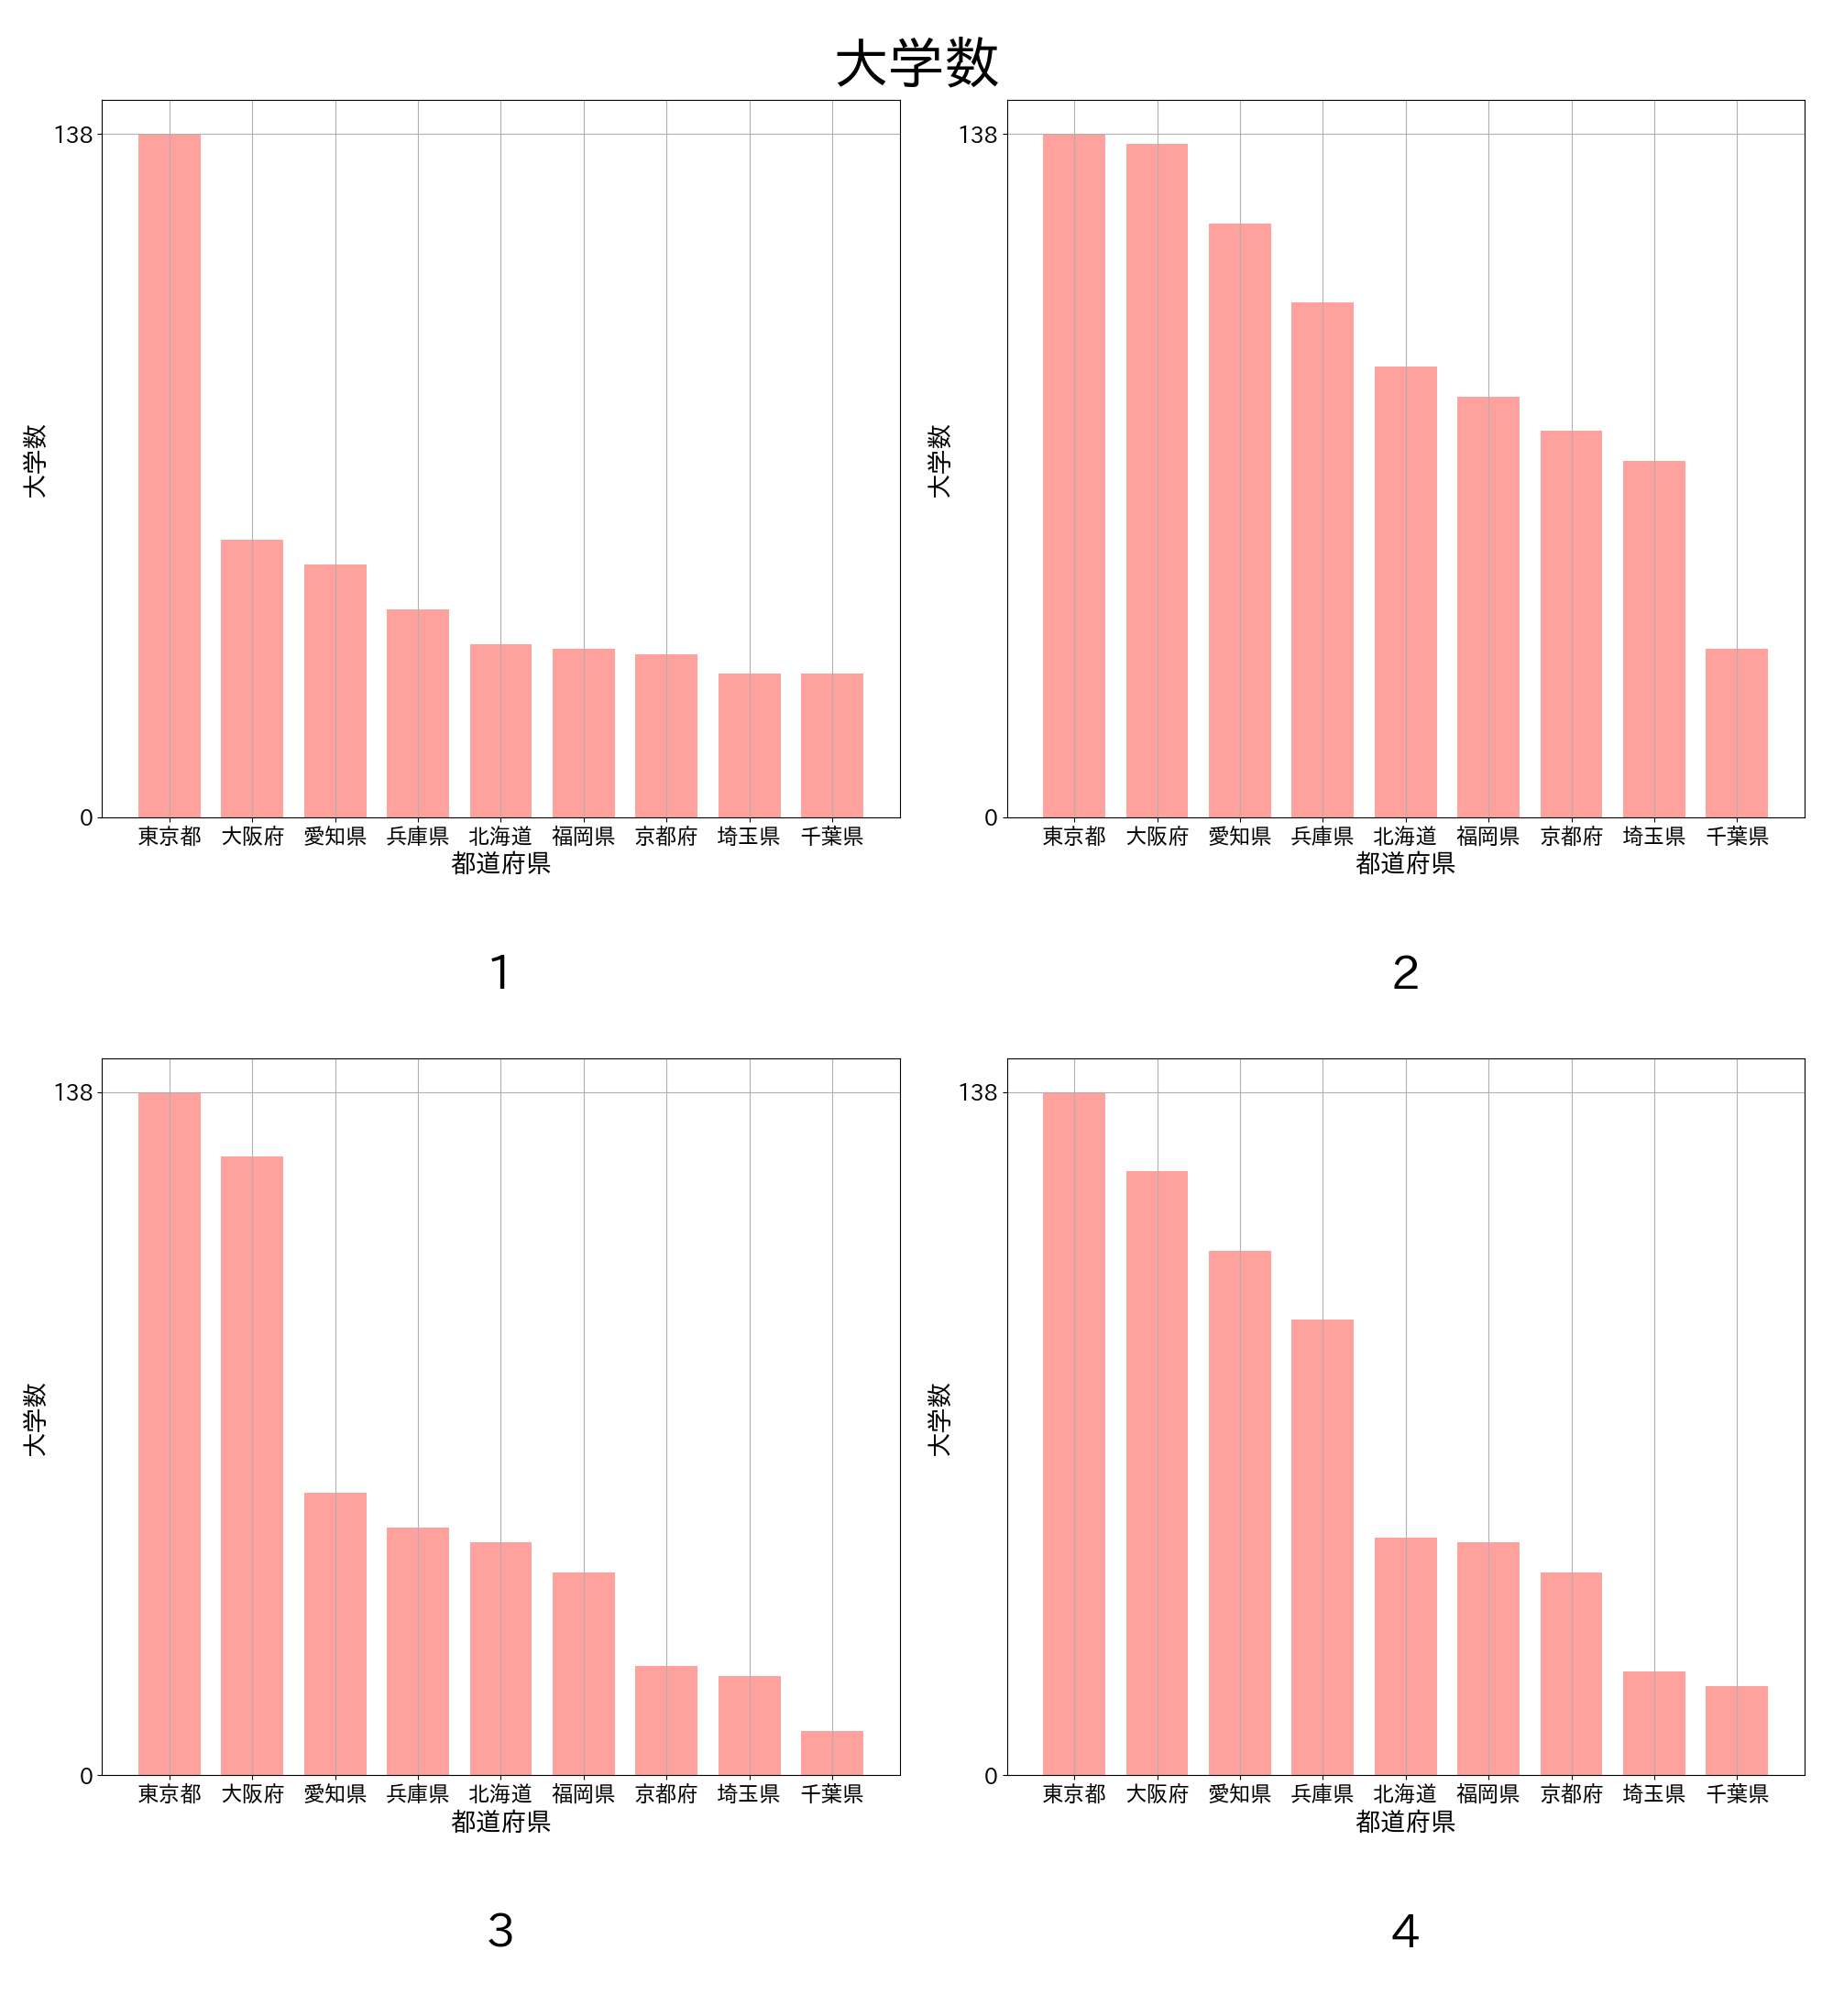 大学数
138
大学数
0
東京都 大阪府 愛知県 兵庫県 北海道 福岡県 京都府 埼玉県 千葉県
都道府県
1
138
大学数
0
東京都 大阪府 愛知県 兵庫県 北海道 福岡県 京都府 埼玉県 千葉県
都道府県
2
138
大学数
0
東京都 大阪府 愛知県 兵庫県 北海道 福岡県 京都府 埼玉県 千葉県
都道府県
3
138
大学数
0
東京都 大阪府 愛知県 兵庫県 北海道 福岡県 京都府 埼玉県 千葉県
都道府県
4